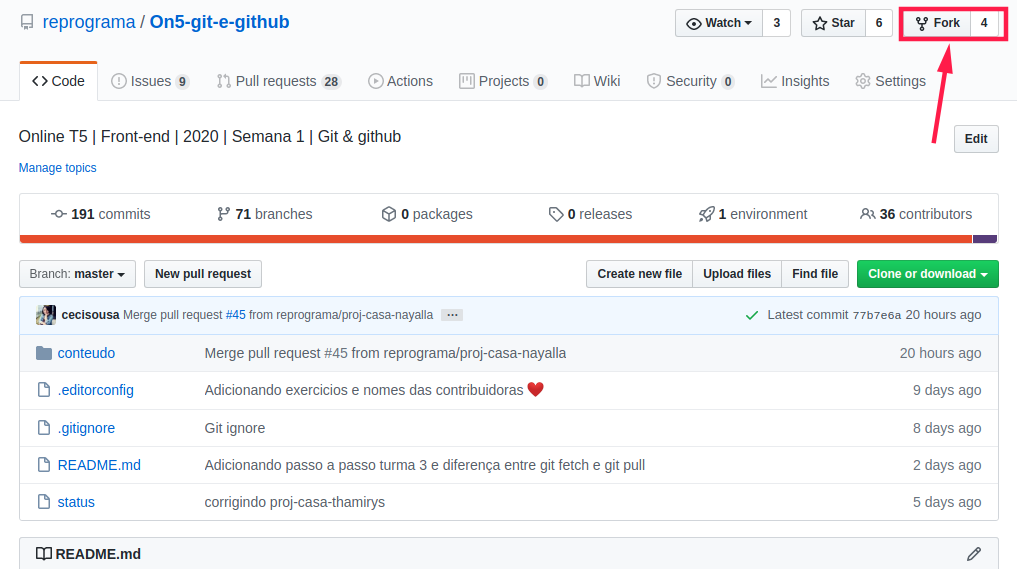 reprograma / On5-git-e-github Watch 3 Star 6 Fork 4
Code Issues 9 Pull requests 28 Actions Projects 0 Wiki Security 0 Insights Settings
Online T5 | Front-end | 2020 | Semana 1 | Git & github Edit
Manage topics
191 commits 71 branches 0 packages 0 releases 1 environment 36 contributors
Branch: master New pull request Create new file Upload files Find file Clone or download
cecisousa Merge pull request #45 from reprograma/proj-casa-nayalla ... Latest commit 77b7e6a 20 hours ago
conteudo Merge pull request #45 from reprograma/proj-casa-nayalla 20 hours ago
.editorconfig Adicionando exercicios e nomes das contribuidoras ❤️ 9 days ago
.gitignore Git ignore 8 days ago
README.md Adicionando passo a passo turma 3 e diferença entre git fetch e git pull 2 days ago
status corrigindo proj-casa-thamirys 5 days ago
README.md